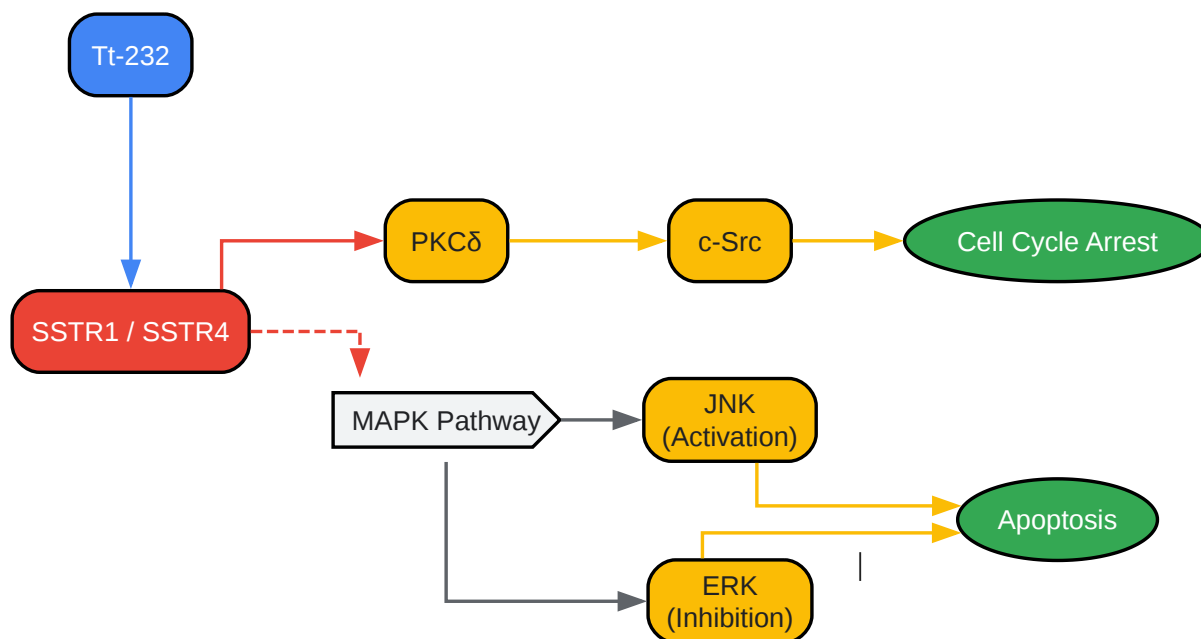 Tt-232
PKCδ
c-Src
Cell Cycle Arrest
SSTR1 / SSTR4
MAPK Pathway
JNK
(Activation)
Apoptosis
ERK
(Inhibition)